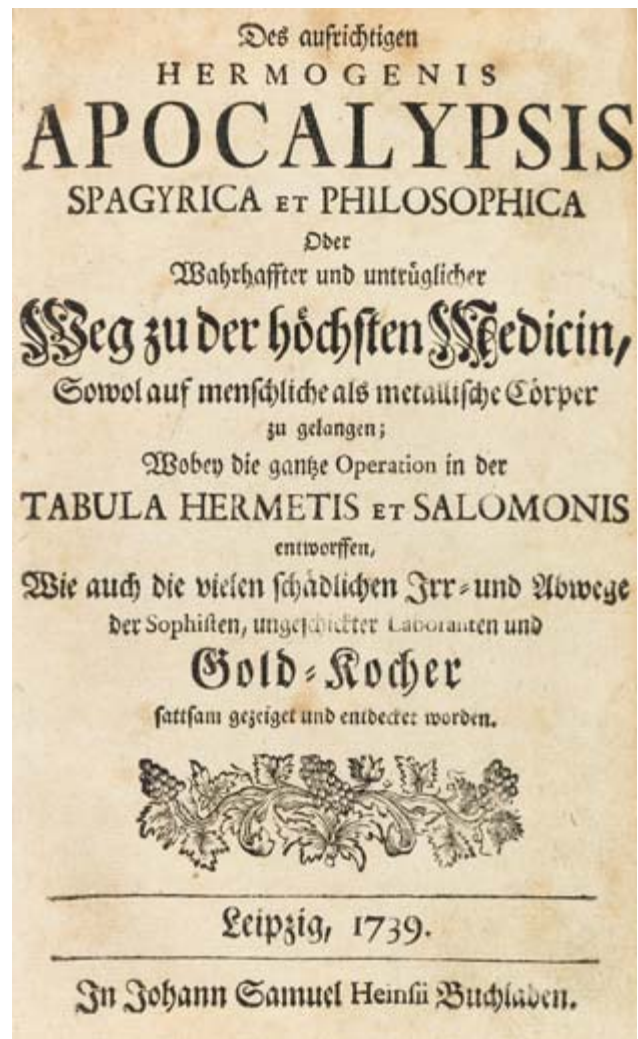 Des aufrichtigen
HERMOGENIS
APOCALYPSIS
SPAGYRICA ET PHILOSOPHICA
Oder
Wahrhaffter und untrüglicher
Weg zu der höchsten Medicin,
Sowol auf menschliche als metallische Cörper
zu gelangen;
Wobey die gantze Operation in der
TABULA HERMETIS ET SALOMONIS
entworffen,
Wie auch die vielen schädlichen Irr- und Abwege
der Sophisten, ungeschickter Laboranten und
Gold-Kocher
sattsam gezeiget und entdecket worden.
Leipzig, 1739.
In Johann Samuel Heinsii Buchladen.